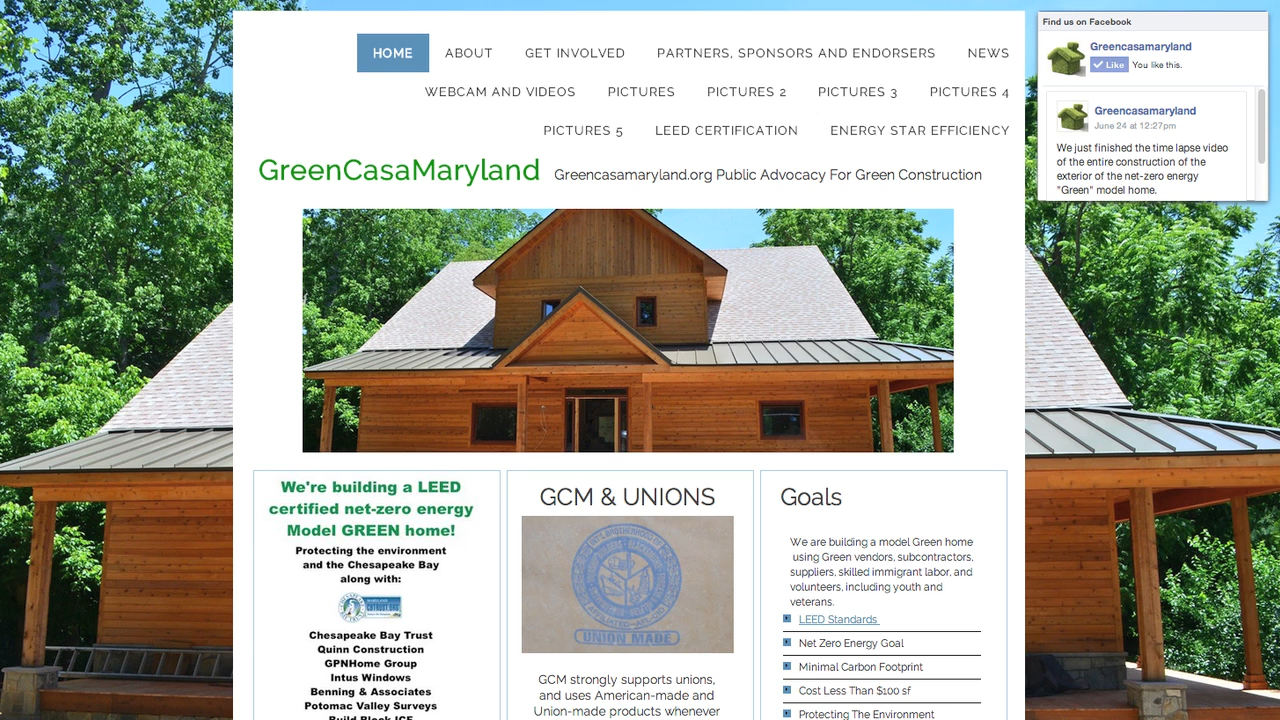 HOME ABOUT GET INVOLVED PARTNERS, SPONSORS AND ENDORSERS NEWS
WEBCAM AND VIDEOS PICTURES PICTURES 2 PICTURES 3 PICTURES 4
PICTURES 5 LEED CERTIFICATION ENERGY STAR EFFICIENCY
GreenCasaMaryland Greencasamaryland.org Public Advocacy For Green Construction
Find us on Facebook
Greencasamaryland
Like You like this.
Greencasamaryland
June 24 at 12:27pm
We just finished the time lapse video
of the entire construction of the
exterior of the net-zero energy
"Green" model home.
We're building a LEED
certified net-zero energy
Model GREEN home!
Protecting the environment
and the Chesapeake Bay
along with:
CBTRUST.ORG
Chesapeake Bay Trust
Quinn Construction
GPNHome Group
Intus Windows
Benning & Associates
Potomac Valley Surveys
Build Block ICF
GCM & UNIONS
UNION MADE
GCM strongly supports unions,
and uses American-made and
Union-made products whenever
Goals
We are building a model Green home
using Green vendors, subcontractors,
suppliers, skilled immigrant labor, and
volunteers, including youth and
veterans.
LEED Standards
Net Zero Energy Goal
Minimal Carbon Footprint
Cost Less Than $100 sf
Protecting The Environment